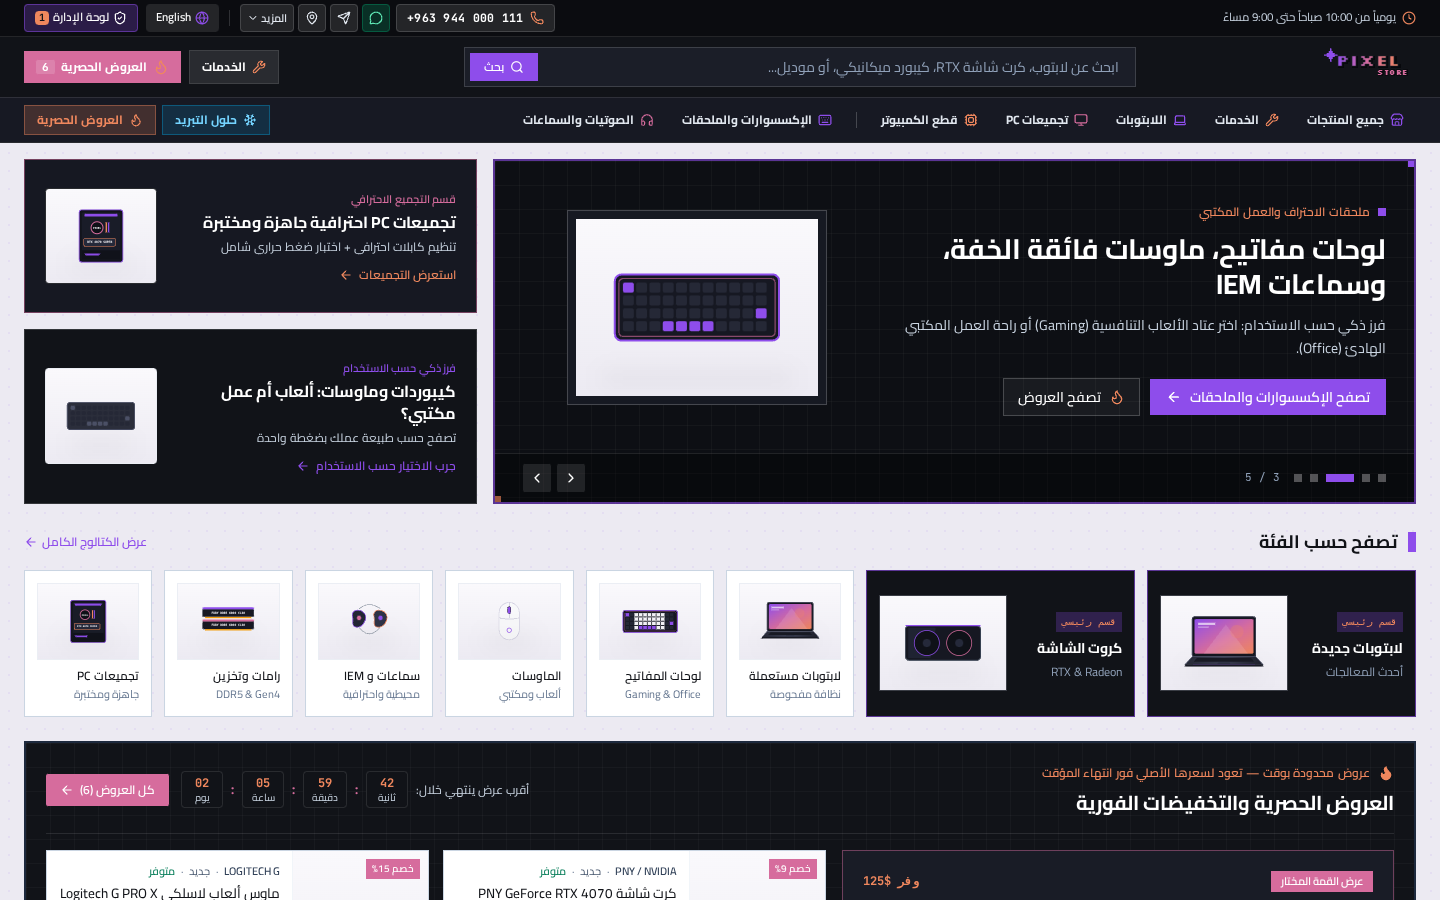 يومياً من 10:00 صباحاً حتى 9:00 مساءً
+963 944 000 111
المزيد
English
لوحة الإدارة 1
PIXEL
STORE
ابحث عن لابتوب، كرت شاشة RTX، كيبورد ميكانيكي، أو موديل...
بحث
الخدمات
العروض الحصرية 6
جميع المنتجات
الخدمات
اللابتوبات
تجميعات PC
قطع الكمبيوتر
الإكسسوارات والملحقات
الصوتيات والسماعات
حلول التبريد
العروض الحصرية
ملحقات الاحتراف والعمل المكتبي
لوحات مفاتيح، ماوسات فائقة الخفة،
وسماعات IEM
فرز ذكي حسب الاستخدام: اختر عتاد الألعاب التنافسية (Gaming) أو راحة العمل المكتبي
الهادئ (Office).
تصفح الإكسسوارات والملحقات
تصفح العروض
3 / 5
قسم التجميع الاحترافي
تجميعات PC احترافية جاهزة ومختبرة
تنظيم كابلات احترافي + اختبار ضغط حراري شامل
استعرض التجميعات
فرز ذكي حسب الاستخدام
كيبوردات وماوسات: ألعاب أم عمل
مكتبي؟
تصفح حسب طبيعة عملك بضغطة واحدة
جرب الاختيار حسب الاستخدام
تصفح حسب الفئة
عرض الكتالوج الكامل
قسم رئيسي
لابتوبات جديدة
أحدث المعالجات
قسم رئيسي
كروت الشاشة
RTX & Radeon
لابتوبات مستعملة
نظافة مفحوصة
لوحات المفاتيح
Gaming & Office
الماوسات
ألعاب ومكتبي
سماعات و IEM
محيطية واحترافية
رامات وتخزين
DDR5 & Gen4
تجميعات PC
جاهزة ومختبرة
عروض محدودة بوقت — تعود لسعرها الأصلي فور انتهاء المؤقت
العروض الحصرية والتخفيضات الفورية
أقرب عرض ينتهي خلال:
42 ثانية : 59 دقيقة : 05 ساعة : 02 يوم
كل العروض (6)
عرض القمة المختار
وفر 125$
خصم 9%
PNY / NVIDIA · جديد · متوفر
كرت شاشة PNY GeForce RTX 4070
خصم 15%
LOGITECH G · جديد · متوفر
ماوس ألعاب لاسلكي Logitech G PRO X